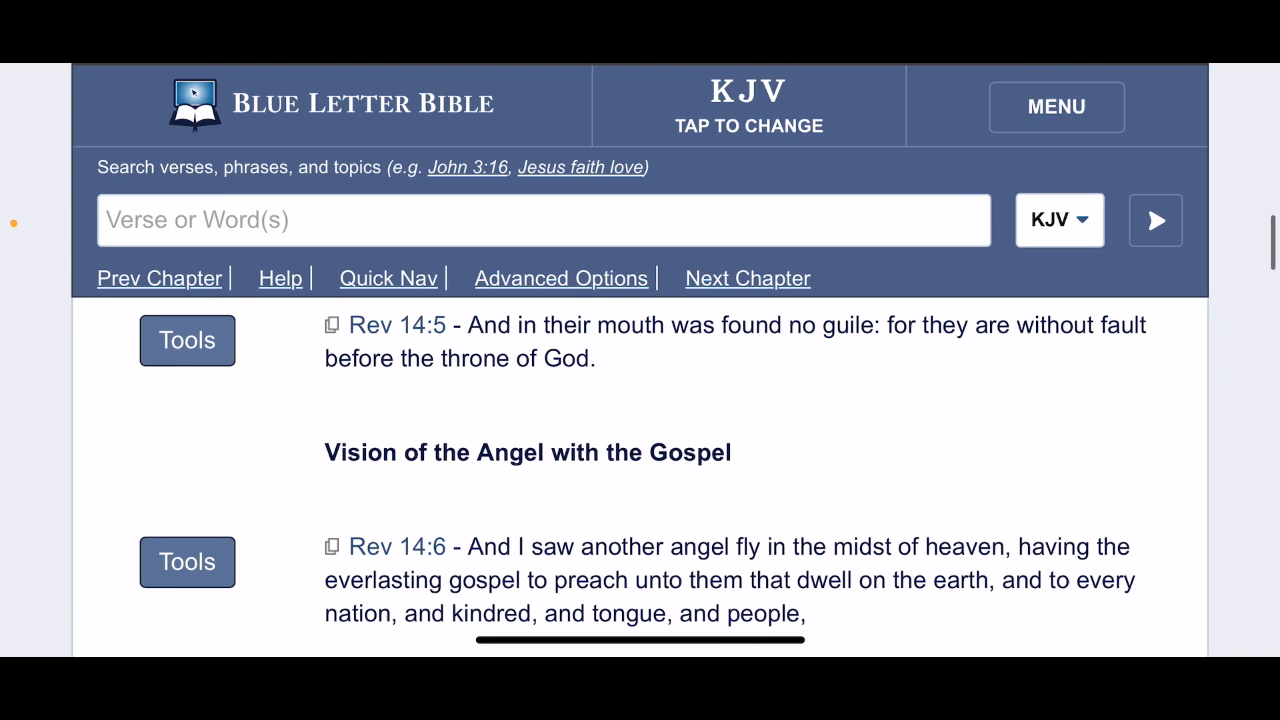 BLUE LETTER BIBLE
KJV
TAP TO CHANGE
MENU
Search verses, phrases, and topics (e.g. John 3:16, Jesus faith love)
Verse or Word(s)
KJV
Prev Chapter | Help | Quick Nav | Advanced Options | Next Chapter
Tools
Rev 14:5 - And in their mouth was found no guile: for they are without fault
before the throne of God.
Vision of the Angel with the Gospel
Tools
Rev 14:6 - And I saw another angel fly in the midst of heaven, having the
everlasting gospel to preach unto them that dwell on the earth, and to every
nation, and kindred, and tongue, and people,